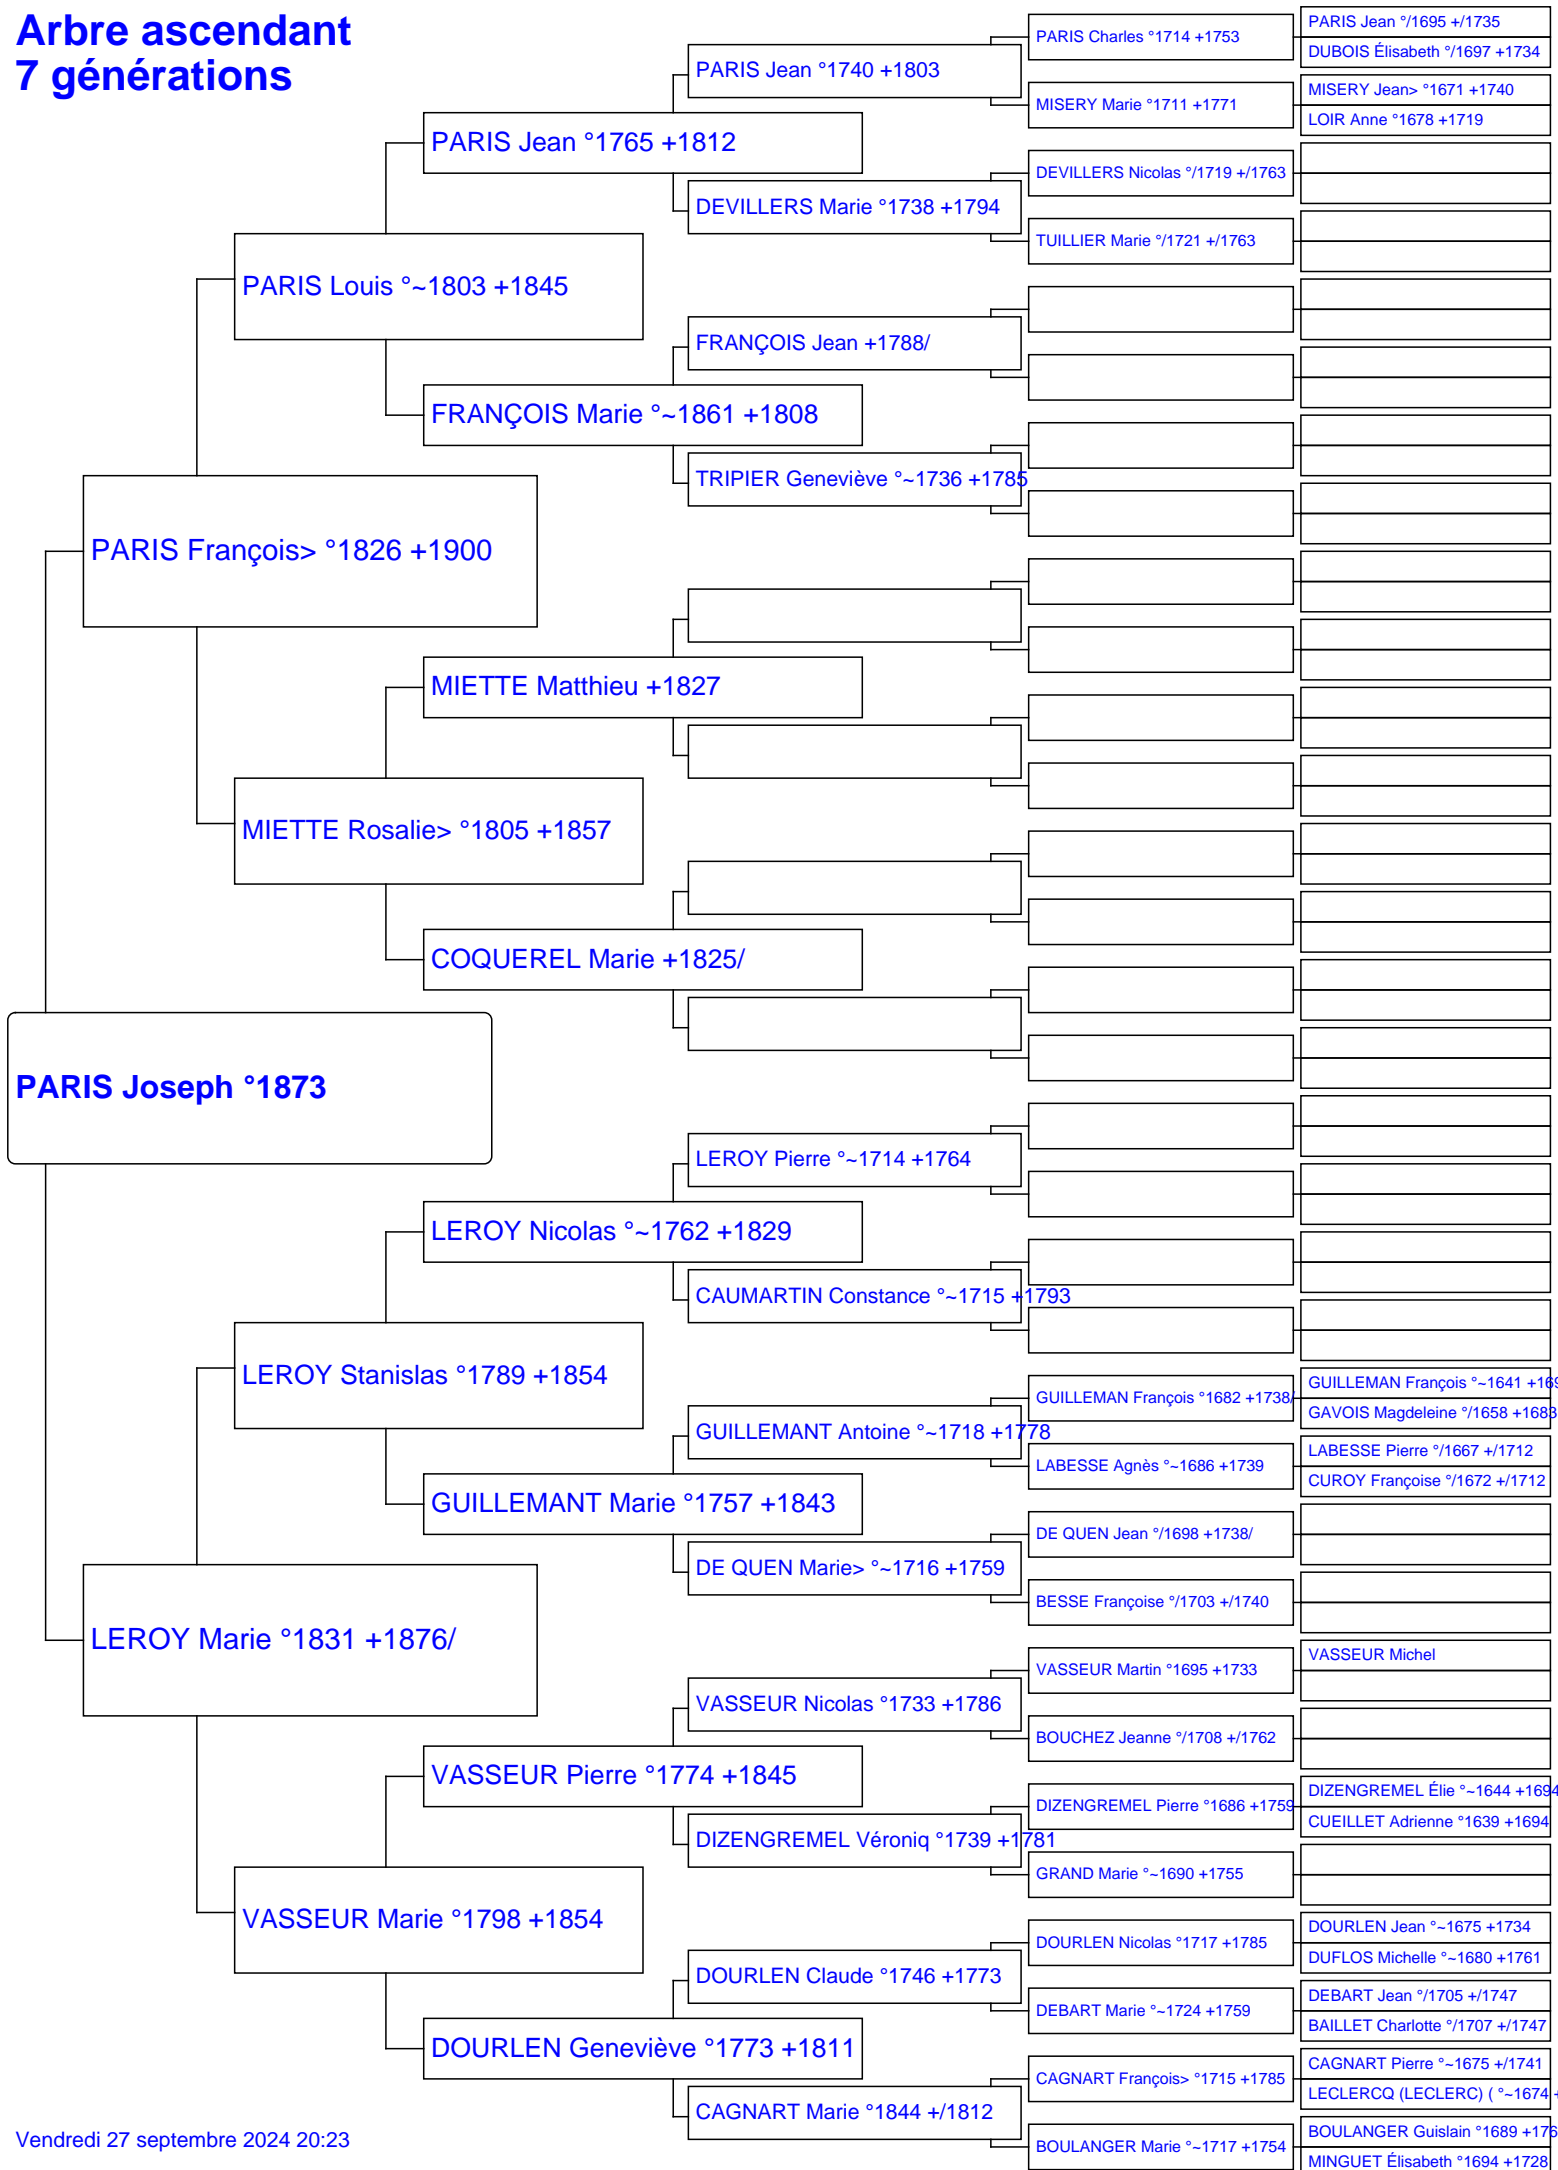 Arbre ascendant
7 générations
PARIS Joseph °1873
PARIS François> °1826 +1900
LEROY Marie °1831 +1876/
PARIS Louis °~1803 +1845
MIETTE Rosalie> °1805 +1857
LEROY Stanislas °1789 +1854
VASSEUR Marie °1798 +1854
PARIS Jean °1765 +1812
FRANÇOIS Marie °~1861 +1808
MIETTE Matthieu +1827
COQUEREL Marie +1825/
LEROY Nicolas °~1762 +1829
GUILLEMANT Marie °1757 +1843
VASSEUR Pierre °1774 +1845
DOURLEN Geneviève °1773 +1811
PARIS Jean °1740 +1803
DEVILLERS Marie °1738 +1794
FRANÇOIS Jean +1788/
TRIPIER Geneviève °~1736 +1785
LEROY Pierre °~1714 +1764
CAUMARTIN Constance °~1715 +1793
GUILLEMANT Antoine °~1718 +1778
DE QUEN Marie> °~1716 +1759
VASSEUR Nicolas °1733 +1786
DIZENGREMEL Véroniq °1739 +1781
DOURLEN Claude °1746 +1773
CAGNART Marie °1844 +/1812
PARIS Charles °1714 +1753
MISERY Marie °1711 +1771
DEVILLERS Nicolas °/1719 +/1763
TUILLIER Marie °/1721 +/1763
GUILLEMAN François °1682 +1738/
LABESSE Agnès °~1686 +1739
DE QUEN Jean °/1698 +1738/
BESSE Françoise °/1703 +/1740
VASSEUR Martin °1695 +1733
BOUCHEZ Jeanne °/1708 +/1762
DIZENGREMEL Pierre °1686 +1759
GRAND Marie °~1690 +1755
DOURLEN Nicolas °1717 +1785
DEBART Marie °~1724 +1759
CAGNART François> °1715 +1785
BOULANGER Marie °~1717 +1754
PARIS Jean °/1695 +/1735
DUBOIS Élisabeth °/1697 +1734
MISERY Jean> °1671 +1740
LOIR Anne °1678 +1719
GUILLEMAN François °~1641 +169
GAVOIS Magdeleine °/1658 +1683
LABESSE Pierre °/1667 +/1712
CUROY Françoise °/1672 +/1712
VASSEUR Michel
DIZENGREMEL Élie °~1644 +1694
CUEILLET Adrienne °1639 +1694
DOURLEN Jean °~1675 +1734
DUFLOS Michelle °~1680 +1761
DEBART Jean °/1705 +/1747
BAILLET Charlotte °/1707 +/1747
CAGNART Pierre °~1675 +/1741
LECLERCQ (LECLERC) ( °~1674 +
BOULANGER Guislain °1689 +176
MINGUET Élisabeth °1694 +1728
Vendredi 27 septembre 2024 20:23